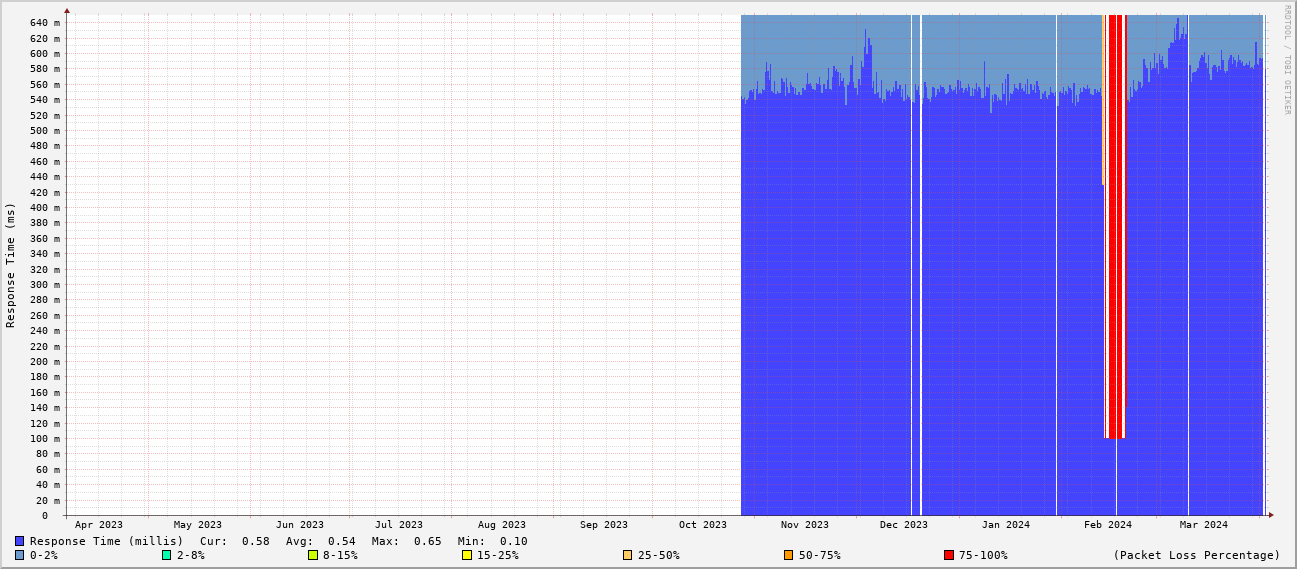 RRDTOOL / TOBI OETIKER
Response Time (ms)
640 m
620 m
600 m
580 m
560 m
540 m
520 m
500 m
480 m
460 m
440 m
420 m
400 m
380 m
360 m
340 m
320 m
300 m
280 m
260 m
240 m
220 m
200 m
180 m
160 m
140 m
120 m
100 m
80 m
60 m
40 m
20 m
0
Apr 2023 May 2023 Jun 2023 Jul 2023 Aug 2023 Sep 2023 Oct 2023 Nov 2023 Dec 2023 Jan 2024 Feb 2024 Mar 2024
Response Time (millis) Cur: 0.58 Avg: 0.54 Max: 0.65 Min: 0.10
0-2% 2-8% 8-15% 15-25% 25-50% 50-75% 75-100% (Packet Loss Percentage)